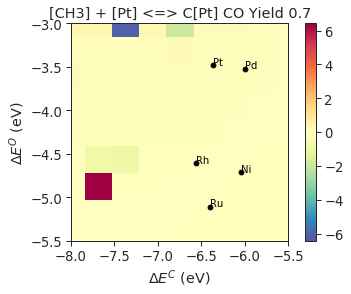 [CH3] + [Pt] <=> C[Pt] CO Yield 0.7
−3.0
−3.5
−4.0
−4.5
−5.0
−5.5
ΔE^O (eV)
Pt
Pd
Rh
Ni
Ru
−8.0 −7.5 −7.0 −6.5 −6.0 −5.5
ΔE^C (eV)
6
4
2
0
−2
−4
−6